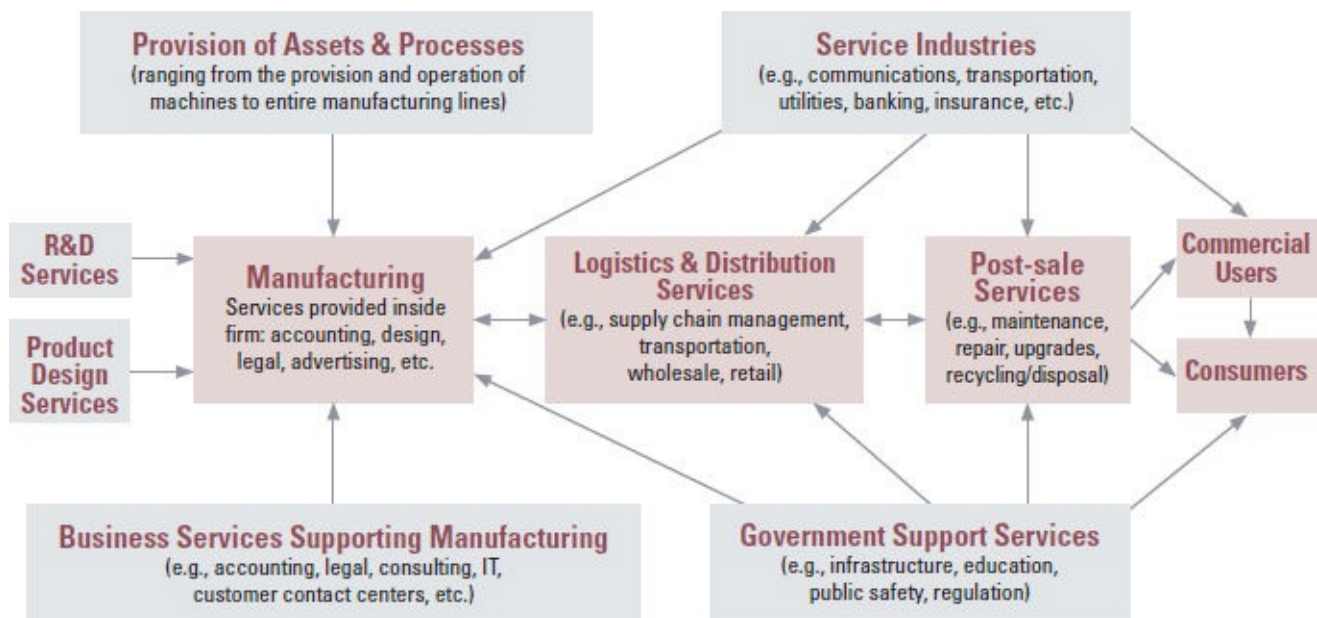 Provision of Assets & Processes
(ranging from the provision and operation of
machines to entire manufacturing lines)
Service Industries
(e.g., communications, transportation,
utilities, banking, insurance, etc.)
R&D
Services
Product
Design
Services
Manufacturing
Services provided inside
firm: accounting, design,
legal, advertising, etc.
Logistics & Distribution
Services
(e.g., supply chain management,
transportation,
wholesale, retail)
Post-sale
Services
(e.g., maintenance,
repair, upgrades,
recycling/disposal)
Commercial
Users
Consumers
Business Services Supporting Manufacturing
(e.g., accounting, legal, consulting, IT,
customer contact centers, etc.)
Government Support Services
(e.g., infrastructure, education,
public safety, regulation)